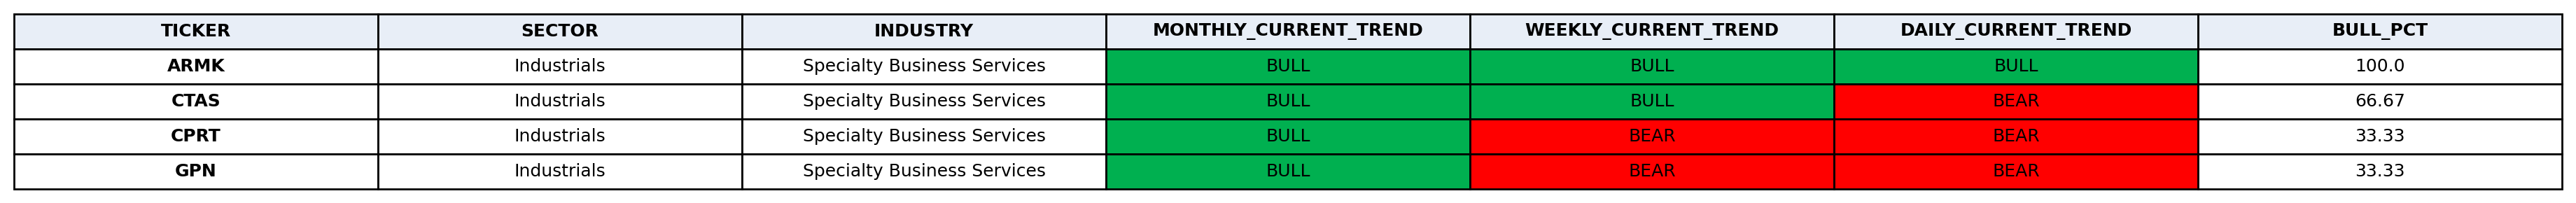 TICKER SECTOR INDUSTRY MONTHLY_CURRENT_TREND WEEKLY_CURRENT_TREND DAILY_CURRENT_TREND BULL_PCT
ARMK Industrials Specialty Business Services BULL BULL BULL 100.0
CTAS Industrials Specialty Business Services BULL BULL BEAR 66.67
CPRT Industrials Specialty Business Services BULL BEAR BEAR 33.33
GPN Industrials Specialty Business Services BULL BEAR BEAR 33.33